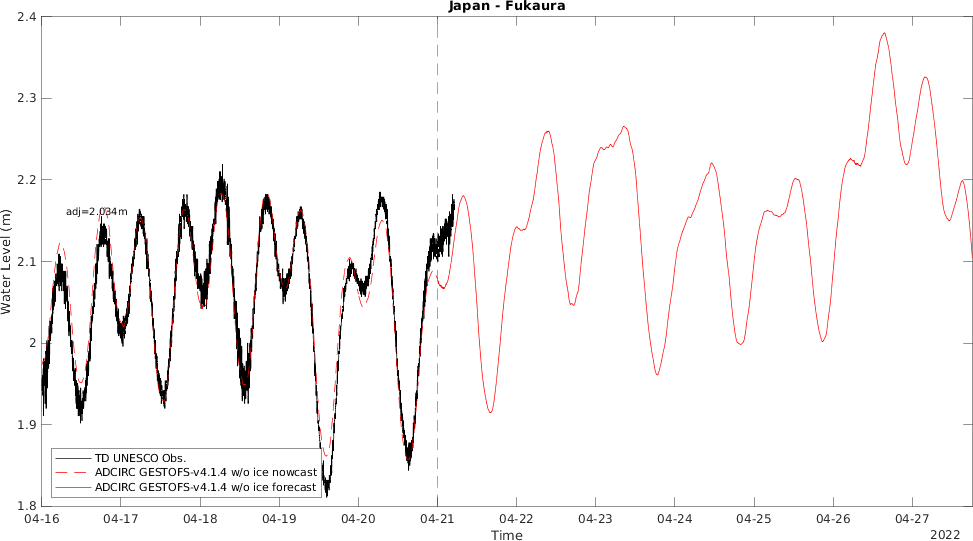 Japan - Fukaura
2.4
2.3
2.2
2.1
2
1.9
1.8
Water Level (m)
adj=2.034m
TD UNESCO Obs.
ADCIRC GESTOFS-v4.1.4 w/o ice nowcast
ADCIRC GESTOFS-v4.1.4 w/o ice forecast
04-16 04-17 04-18 04-19 04-20 04-21 04-22 04-23 04-24 04-25 04-26 04-27
Time
2022